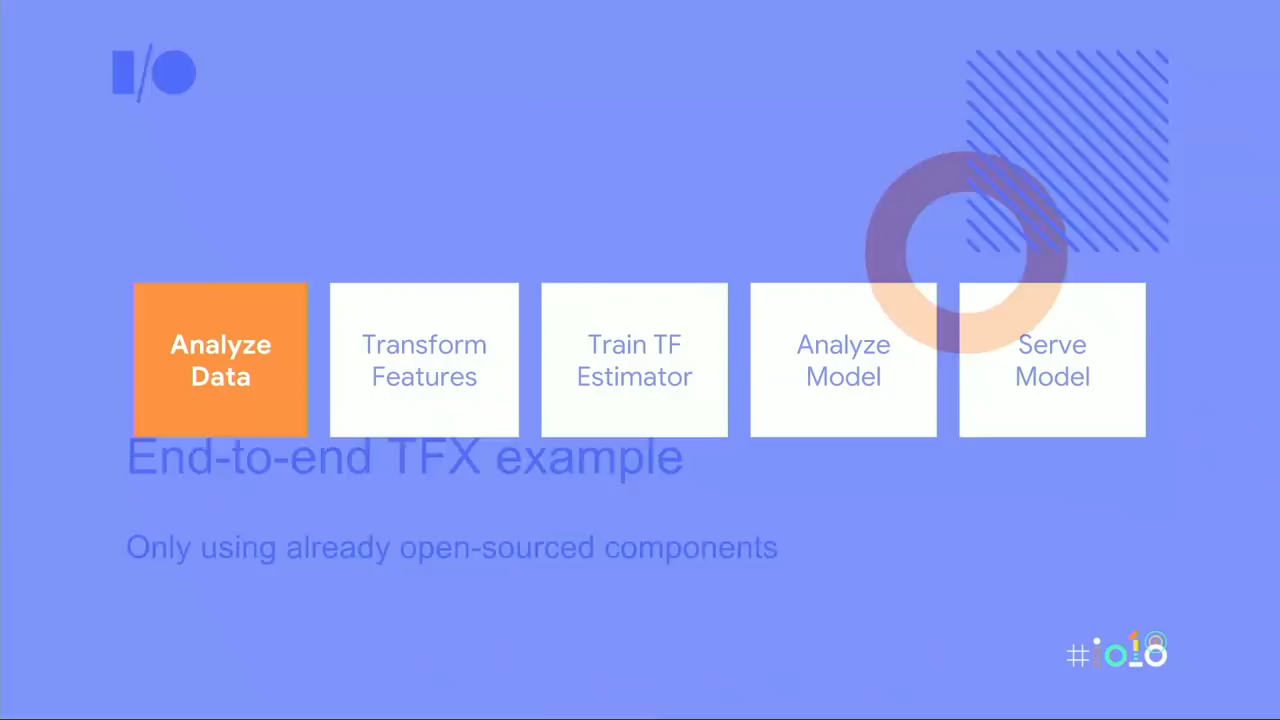 I/O
Analyze
Data
Transform
Features
Train TF
Estimator
Analyze
Model
Serve
Model
End-to-end TFX example
Only using already open-sourced components
#io18